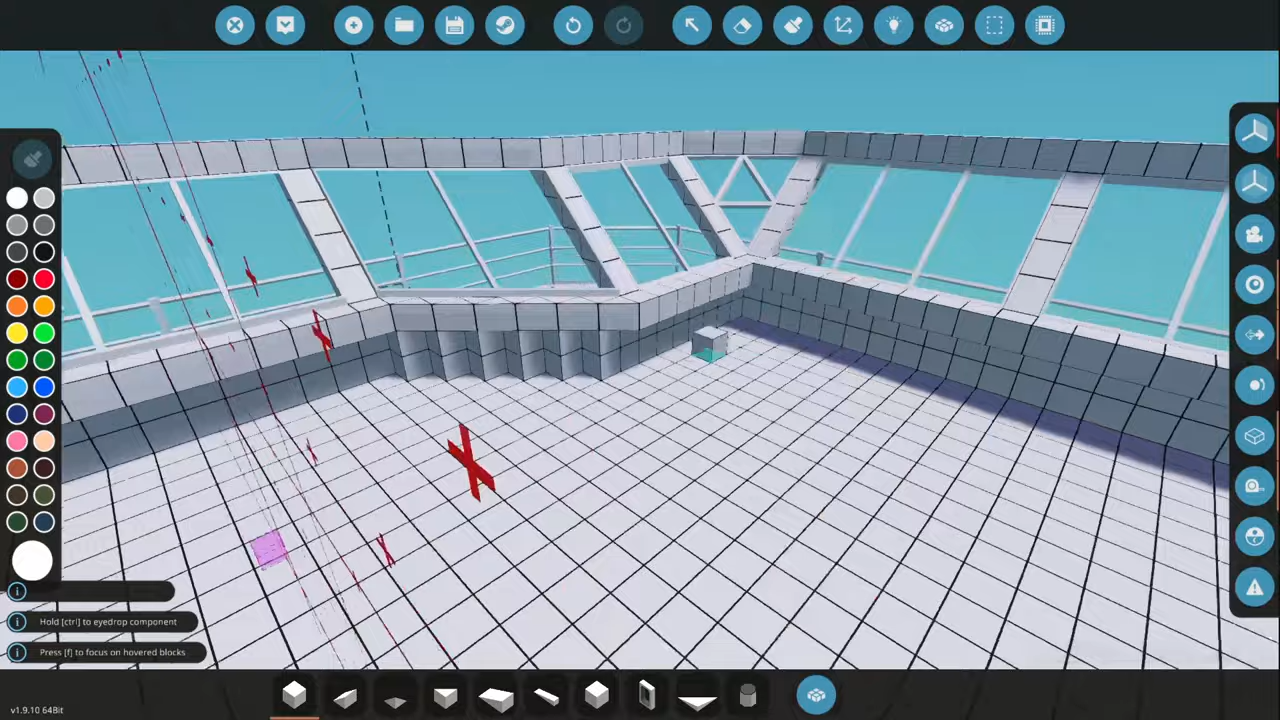 Hold [ctrl] to eyedrop component
Press [f] to focus on hovered blocks
v1.9.10 64Bit